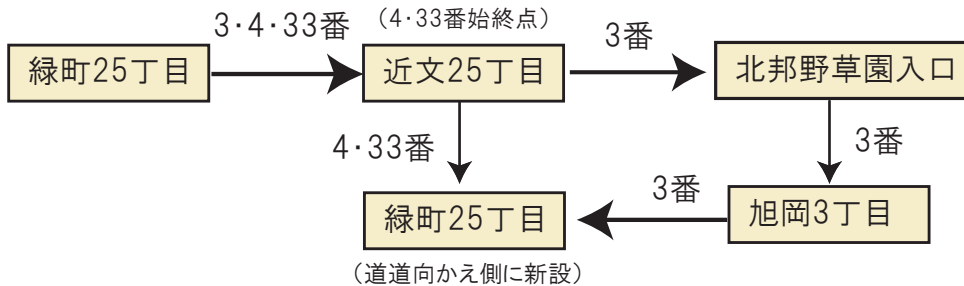 3・4・33番
（4・33番始終点）
3番
緑町25丁目
近文25丁目
北邦野草園入口
4・33番
3番
3番
緑町25丁目
旭岡3丁目
（道道向かえ側に新設）